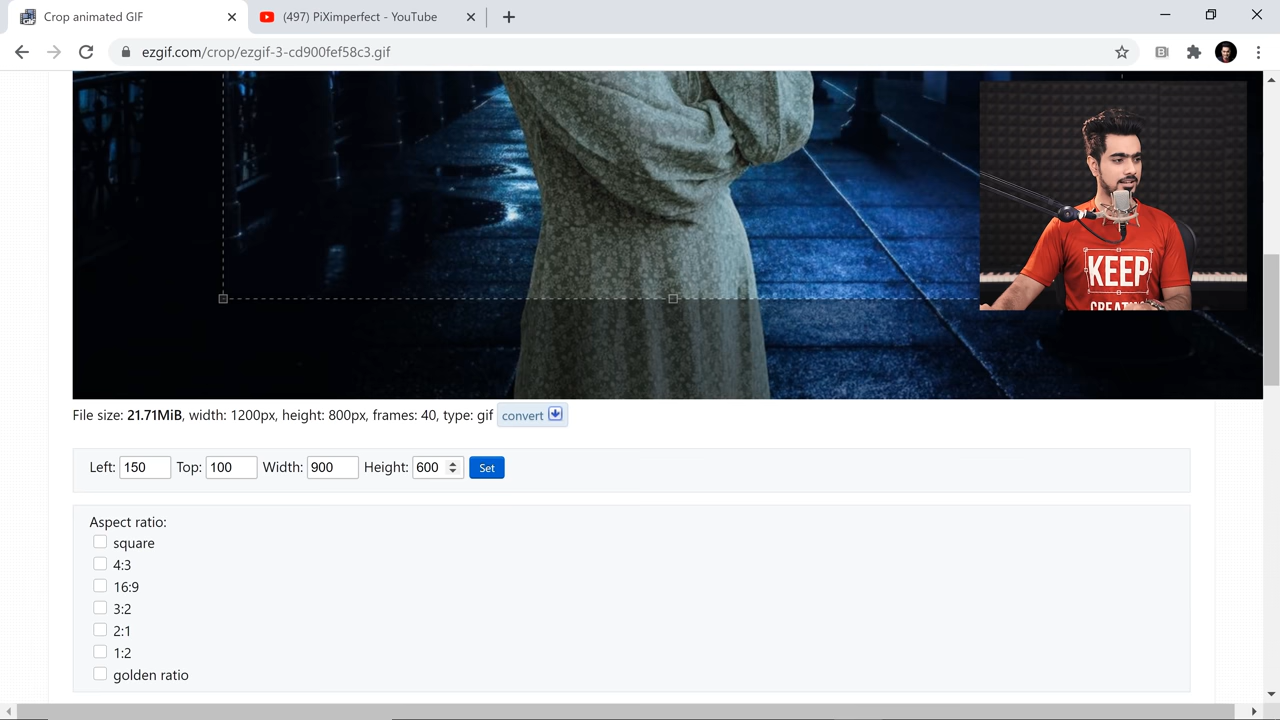 Crop animated GIF
(497) PiXimperfect - YouTube
ezgif.com/crop/ezgif-3-cd900fef58c3.gif
KEEP
CREATING
File size: 21.71MiB, width: 1200px, height: 800px, frames: 40, type: gif convert
Left: 150 Top: 100 Width: 900 Height: 600 Set
Aspect ratio:
square
4:3
16:9
3:2
2:1
1:2
golden ratio